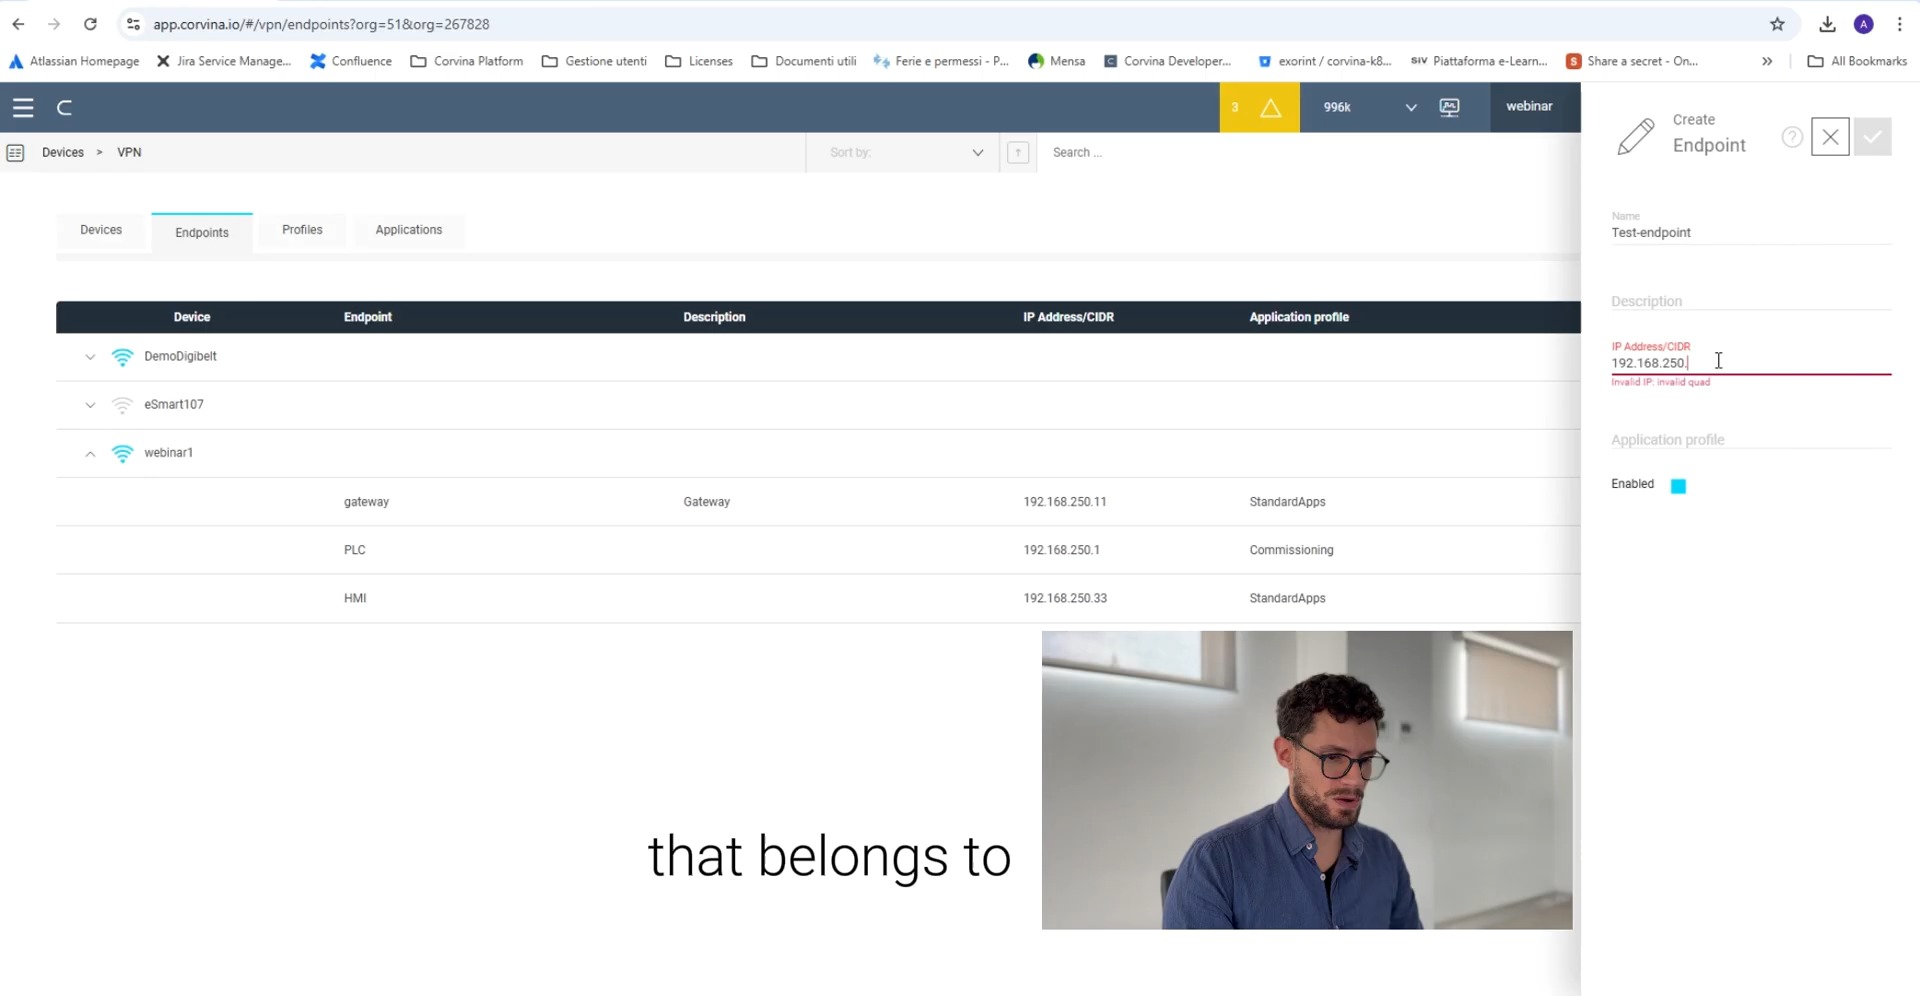 app.corvina.io/#/vpn/endpoints?org=51&org=267828
A
Atlassian Homepage
Jira Service Manage...
Confluence
Corvina Platform
Gestione utenti
Licenses
Documenti utili
Ferie e permessi - P...
Mensa
C
Corvina Developer...
exorint / corvina-k8...
SIV
Piattaforma e-Learn...
S
Share a secret - On...
»
All Bookmarks
C
3
996k
webinar
Create
Endpoint
?
Devices > VPN
Sort by:
Search ...
Devices
Endpoints
Profiles
Applications
Name
Test-endpoint
Description
IP Address/CIDR
192.168.250.
Invalid IP: invalid quad
Application profile
Enabled
Device Endpoint Description IP Address/CIDR Application profile
DemoDigibelt
eSmart107
webinar1
gateway Gateway 192.168.250.11 StandardApps
PLC 192.168.250.1 Commissioning
HMI 192.168.250.33 StandardApps
that belongs to